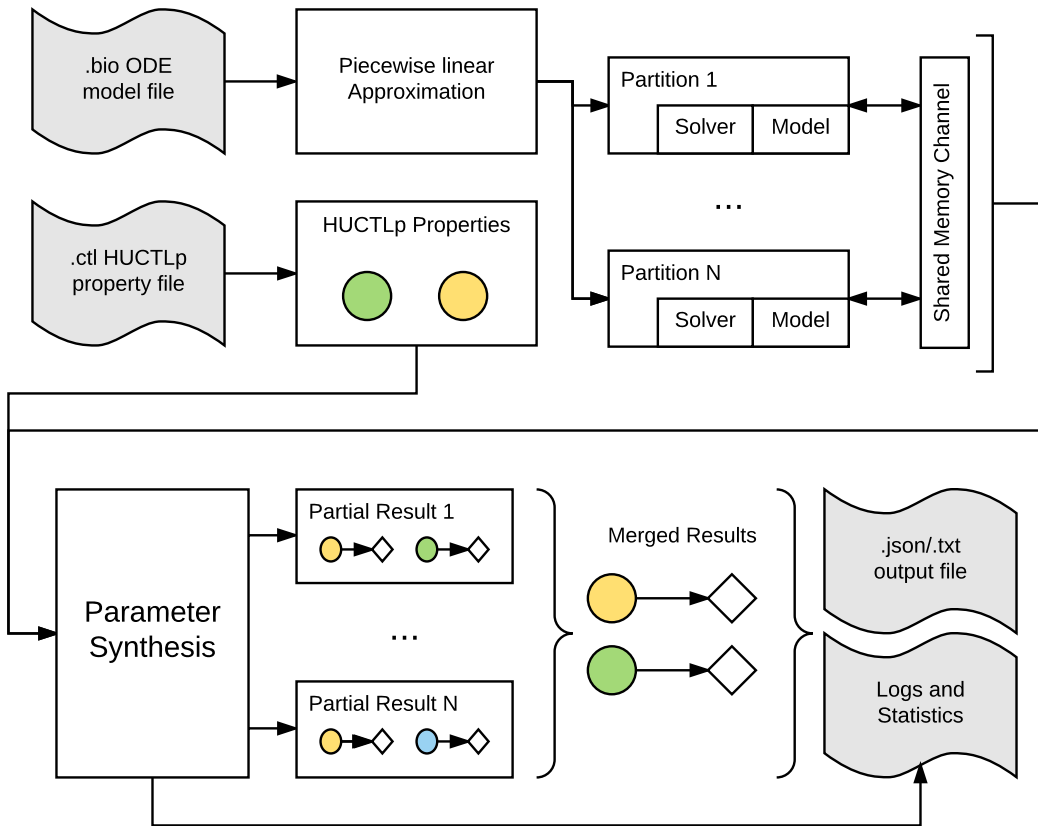 .bio ODE
model file
Piecewise linear
Approximation
Partition 1
Solver
Model
...
Partition N
Solver
Model
Shared Memory Channel
.ctl HUCTLp
property file
HUCTLp Properties
Parameter
Synthesis
Partial Result 1
...
Partial Result N
Merged Results
.json/.txt
output file
Logs and
Statistics